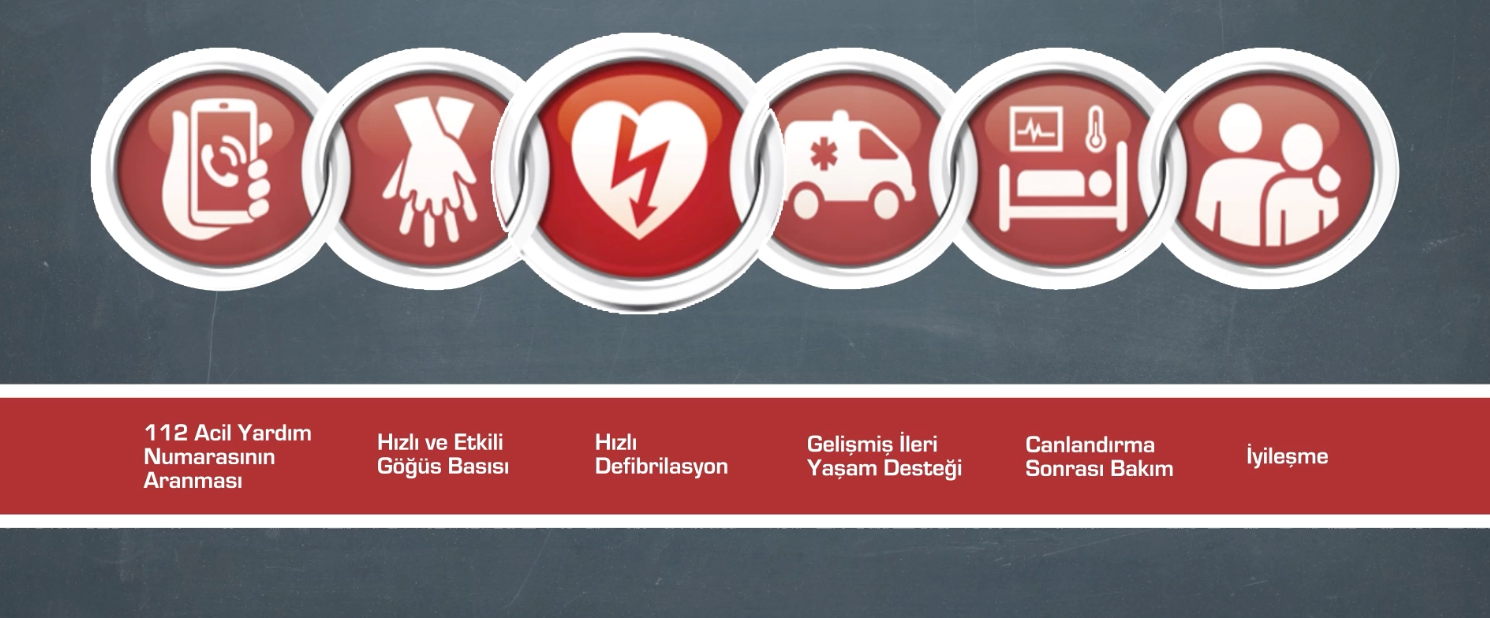 112 Acil Yardım
Numarasının
Aranması
Hızlı ve Etkili
Göğüs Basısı
Hızlı
Defibrilasyon
Gelişmiş İleri
Yaşam Desteği
Canlandırma
Sonrası Bakım
İyileşme